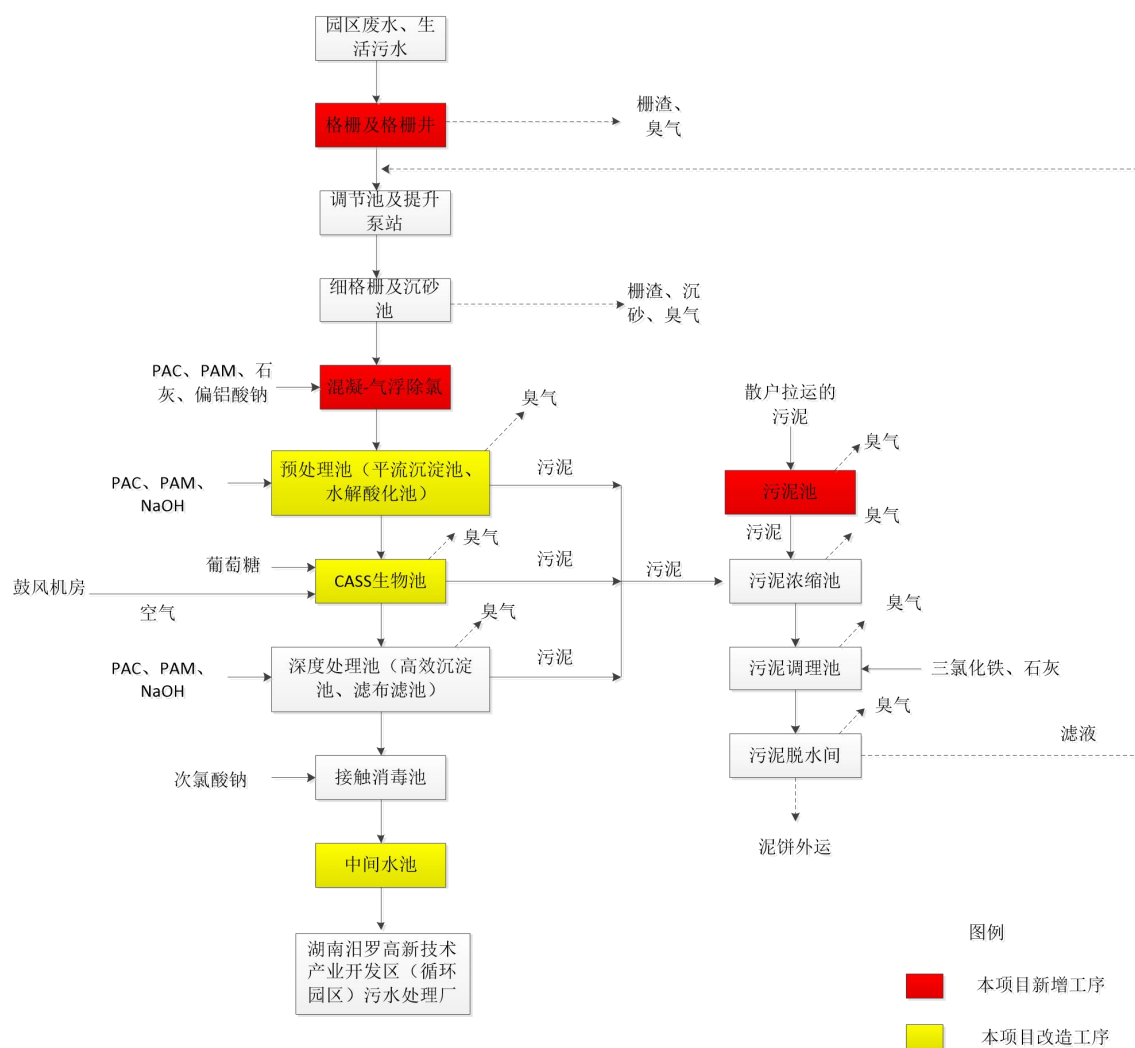 园区废水、生
活污水
格栅及格栅井
栅渣、
臭气
调节池及提升
泵站
细格栅及沉砂
池
栅渣、沉
砂、臭气
PAC、PAM、石
灰、偏铝酸钠
混凝-气浮除氯
臭气
散户拉运的
污泥
臭气
预处理池（平流沉淀池、
水解酸化池）
PAC、PAM、
NaOH
污泥
污泥池
臭气
污泥
葡萄糖
CASS生物池
臭气
污泥
污泥
污泥浓缩池
鼓风机房
空气
臭气
臭气
深度处理池（高效沉淀
池、滤布滤池）
PAC、PAM、
NaOH
污泥
污泥调理池
三氯化铁、石灰
臭气
污泥脱水间
滤液
次氯酸钠
接触消毒池
泥饼外运
中间水池
湖南汨罗高新技术
产业开发区（循环
园区）污水处理厂
图例
本项目新增工序
本项目改造工序